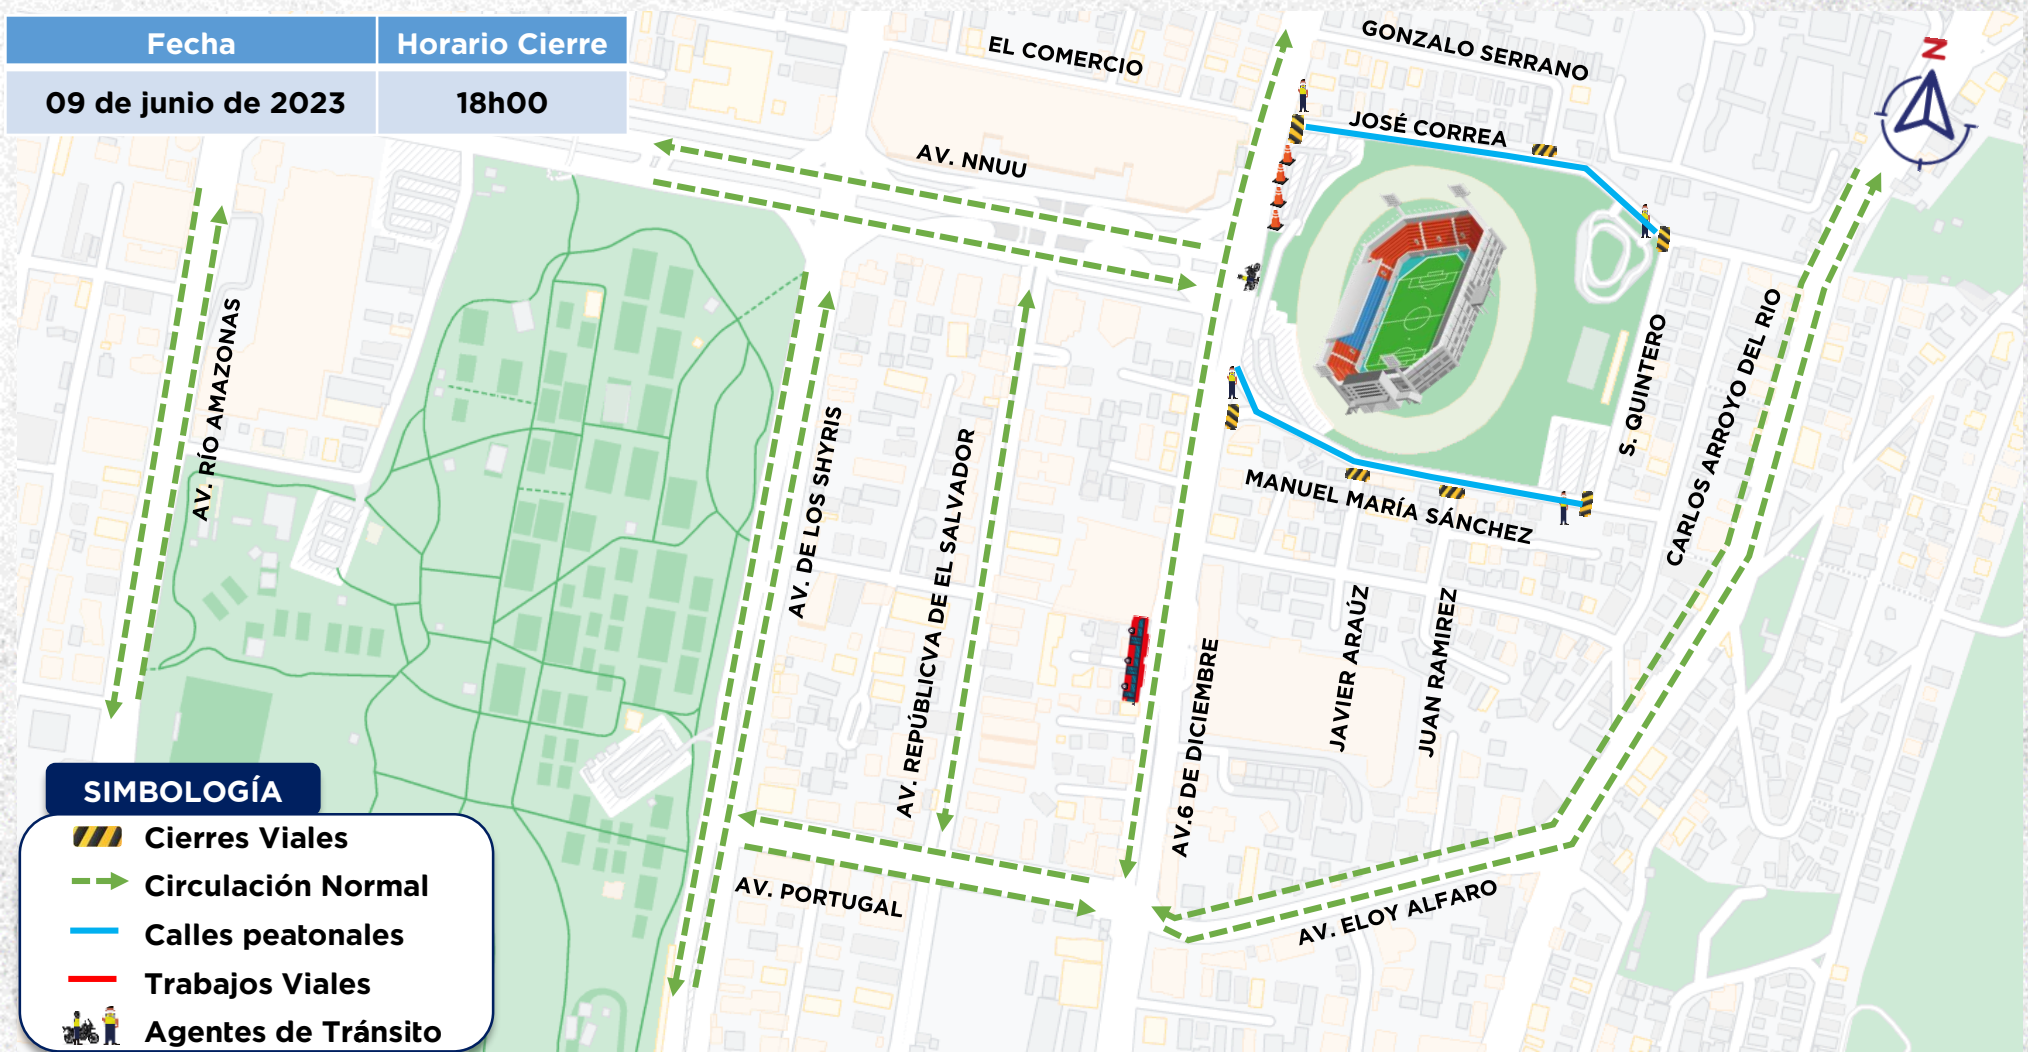 Fecha
Horario Cierre
09 de junio de 2023
18h00
EL COMERCIO
GONZALO SERRANO
N
JOSÉ CORREA
AV. NNUU
AV. RÍO AMAZONAS
AV. DE LOS SHYRIS
AV. REPÚBLICVA DE EL SALVADOR
S. QUINTERO
CARLOS ARROYO DEL RIO
MANUEL MARÍA SÁNCHEZ
JAVIER ARAÚZ
JUAN RAMIREZ
AV.6 DE DICIEMBRE
AV. PORTUGAL
AV. ELOY ALFARO
SIMBOLOGÍA
Cierres Viales
Circulación Normal
Calles peatonales
Trabajos Viales
Agentes de Tránsito